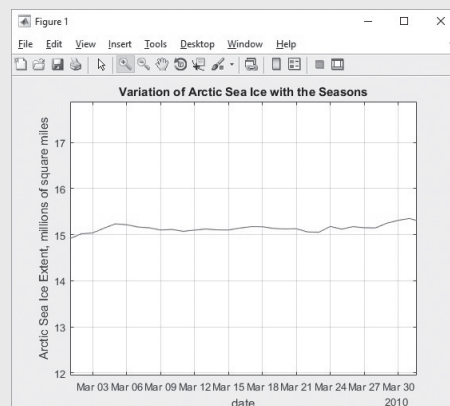 Figure 1
File Edit View Insert Tools Desktop Window Help
Variation of Arctic Sea Ice with the Seasons
Arctic Sea Ice Extent, millions of square miles
17
16
15
14
13
12
Mar 03 Mar 06 Mar 09 Mar 12 Mar 15 Mar 18 Mar 21 Mar 24 Mar 27 Mar 30
date 2010